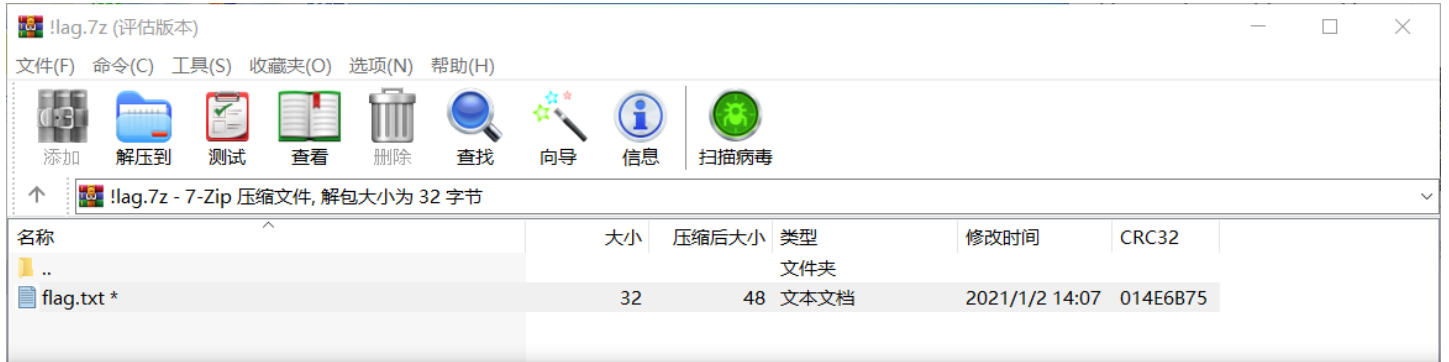 !lag.7z (评估版本)
文件(F) 命令(C) 工具(S) 收藏夹(O) 选项(N) 帮助(H)
添加 解压到 测试 查看 删除 查找 向导 信息 扫描病毒
!lag.7z - 7-Zip 压缩文件, 解包大小为 32 字节
名称 大小 压缩后大小 类型 修改时间 CRC32
.. 文件夹
flag.txt * 32 48 文本文档 2021/1/2 14:07 014E6B75